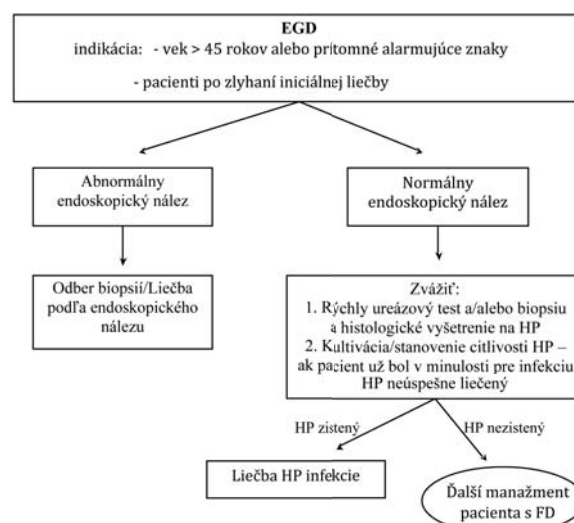 EGD
indikácia: - vek > 45 rokov alebo prítomné alarmujúce znaky
- pacienti po zlyhaní iniciálnej liečby
Abnormálny
endoskopický nález
Normálny
endoskopický nález
Odber biopsií/Liečba
podľa endoskopického
nálezu
Zvážiť:
1. Rýchly ureázový test a/alebo biopsiu
a histologické vyšetrenie na HP
2. Kultivácia/stanovenie citlivosti HP –
ak pacient už bol v minulosti pre infekciu
HP neúspešne liečený
HP zistený
HP nezistený
Liečba HP infekcie
Ďalší manažment
pacienta s FD